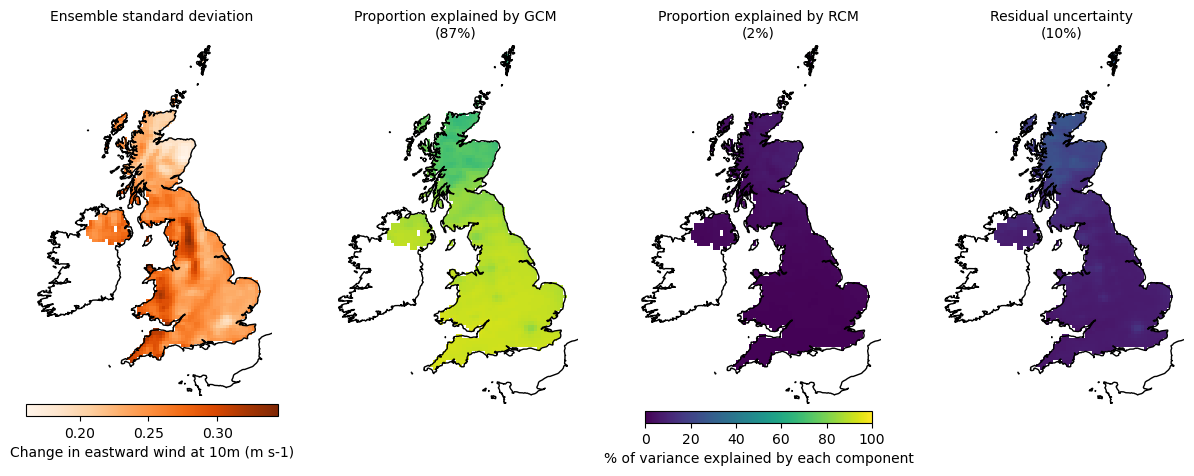 Ensemble standard deviation
Proportion explained by GCM
(87%)
Proportion explained by RCM
(2%)
Residual uncertainty
(10%)
0.20 0.25 0.30
Change in eastward wind at 10m (m s-1)
0 20 40 60 80 100
% of variance explained by each component